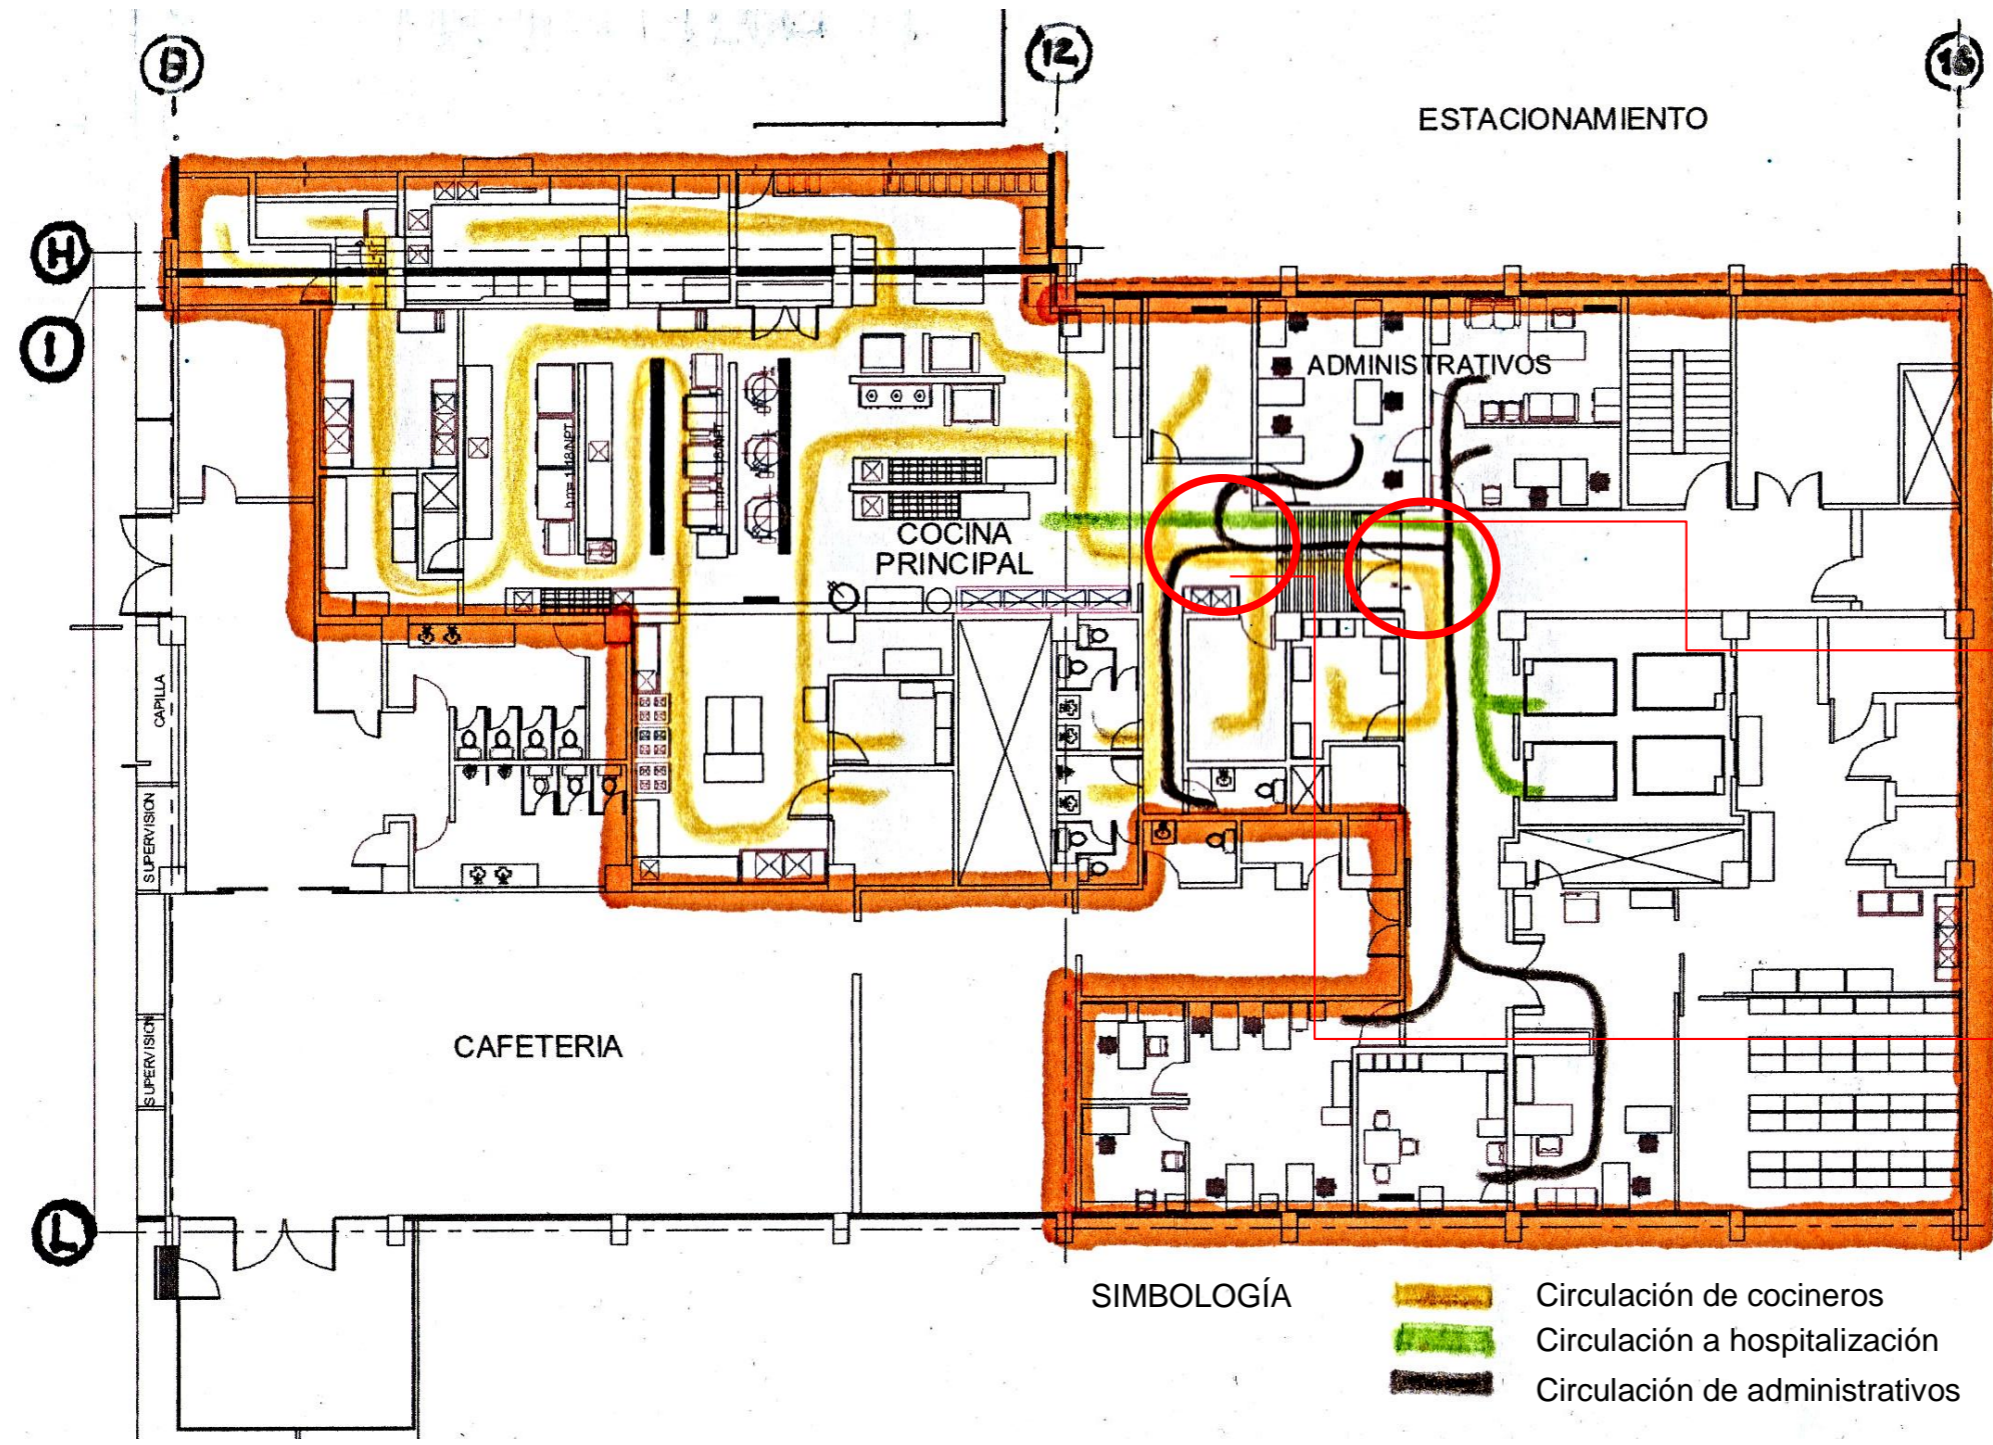 8
12
16
ESTACIONAMIENTO
H
I
ADMINISTRATIVOS
COCINA
PRINCIPAL
CAPILLA
SUPERVISION
SUPERVISION
CAFETERIA
L
SIMBOLOGÍA
Circulación de cocineros
Circulación a hospitalización
Circulación de administrativos